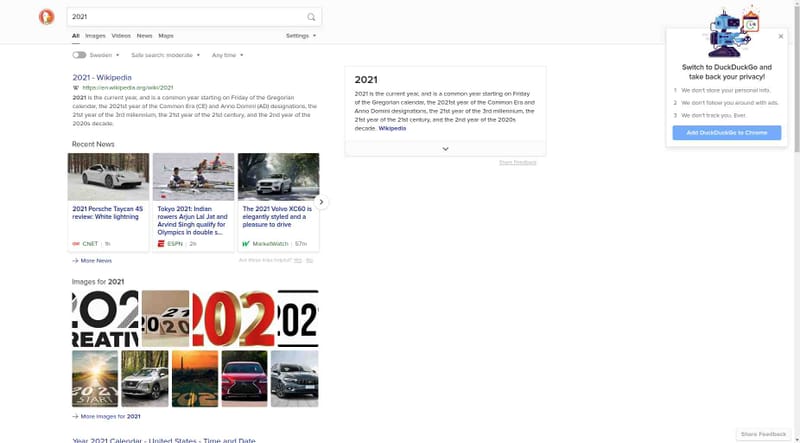 2021
All Images Videos News Maps Settings
Sweden Safe search: moderate Any time
2021 - Wikipedia
W https://en.wikipedia.org/wiki/2021
2021 is the current year, and is a common year starting on Friday of the Gregorian
calendar, the 2021st year of the Common Era (CE) and Anno Domini (AD) designations, the
21st year of the 3rd millennium, the 21st year of the 21st century, and the 2nd year of the
2020s decade.
Recent News
2021 Porsche Taycan 4S
review: White lightning
CNET | 1h
Tokyo 2021: Indian
rowers Arjun Lal Jat and
Arvind Singh qualify for
Olympics in double s...
ESPN | 2h
The 2021 Volvo XC60 is
elegantly styled and a
pleasure to drive
MarketWatch | 57m
→ More News
Are these links helpful? Yes No
Images for 2021
202
REATIV
2020
202
202
2021
START
→ More Images for 2021
Year 2021 Calendar - United States - Time and Date
2021
2021 is the current year, and is a common year starting on Friday
of the Gregorian calendar, the 2021st year of the Common Era and
Anno Domini designations, the 21st year of the 3rd millennium, the
21st year of the 21st century, and the 2nd year of the 2020s
decade. Wikipedia
Share Feedback
Switch to DuckDuckGo and
take back your privacy!
1 We don't store your personal info.
2 We don't follow you around with ads.
3 We don't track you. Ever.
Add DuckDuckGo to Chrome
Share Feedback